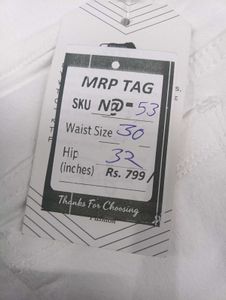 MRP TAG
SKU N@-53
Waist Size 30
Hip 32
(inches) Rs. 799/
Thanks For Choosing